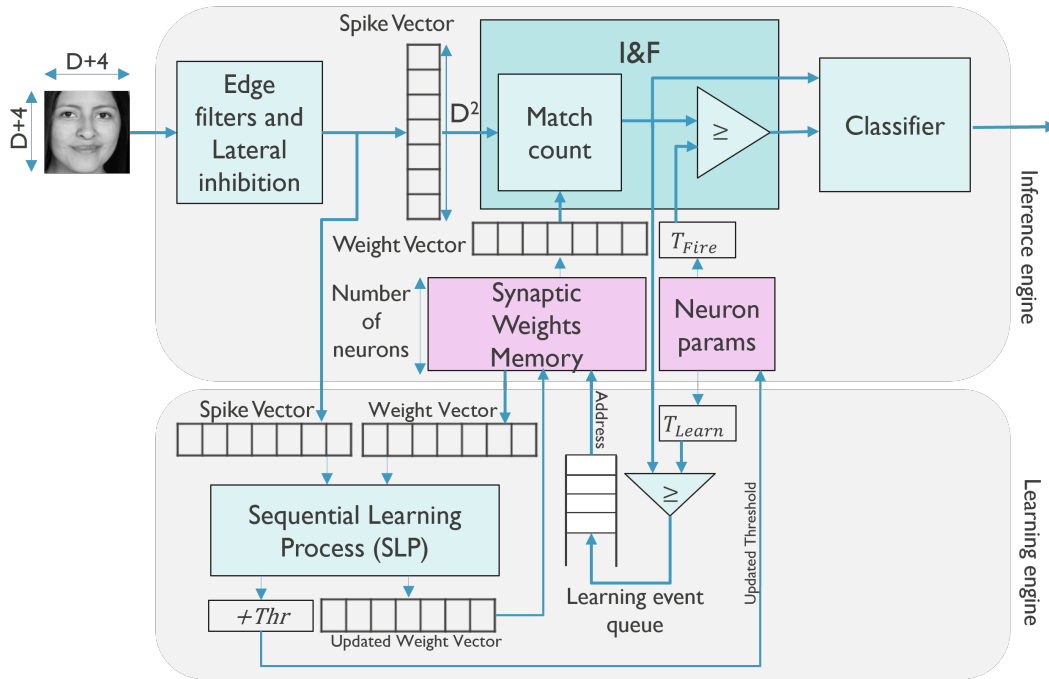 Spike Vector
I&F
D+4
D+4
Edge
filters and
Lateral
inhibition
D²
Match
count
≥
Classifier
Weight Vector
T_Fire
Inference engine
Number
of
neurons
Synaptic
Weights
Memory
Neuron
params
Spike Vector
Weight Vector
Address
T_Learn
≥
Sequential Learning
Process (SLP)
Updated Threshold
Learning engine
+Thr
Updated Weight Vector
Learning event
queue